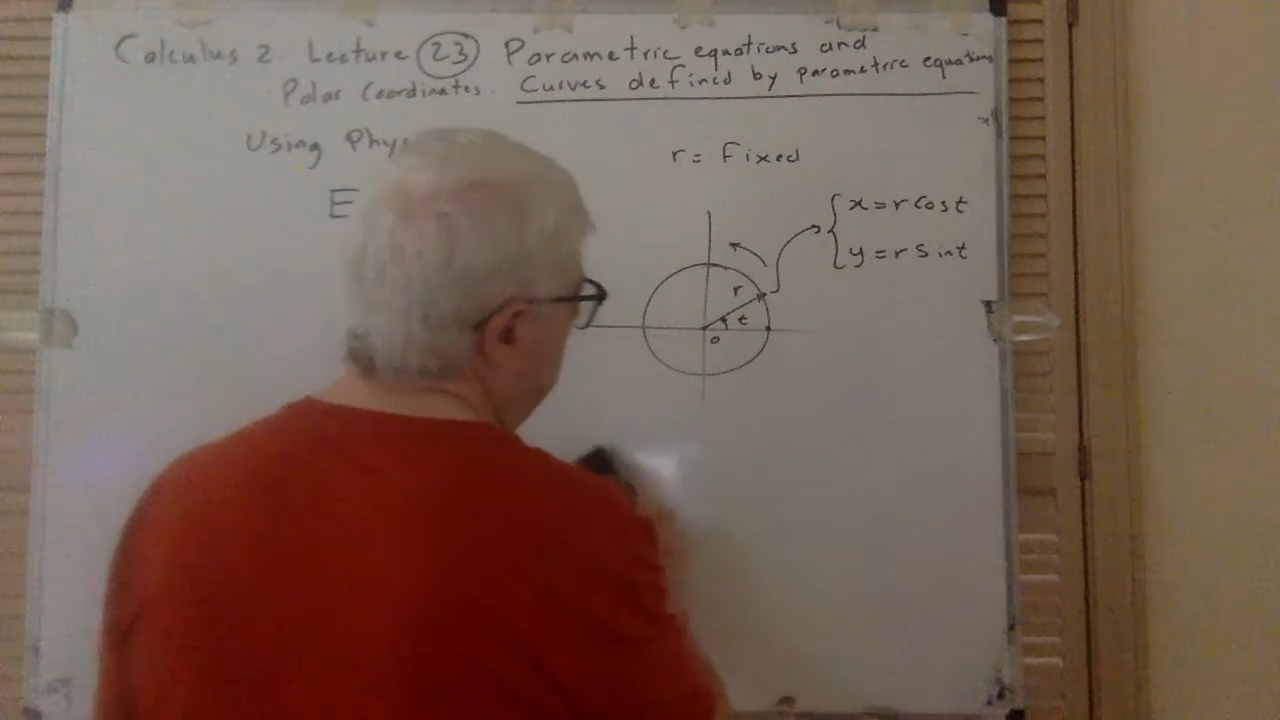 Calculus 2. Lecture 23 Parametric equations and
Polar Coordinates. Curves defined by parametric equations
Using Phy
r = Fixed
E
x = r Cos t
y = r Sin t
r
t
o